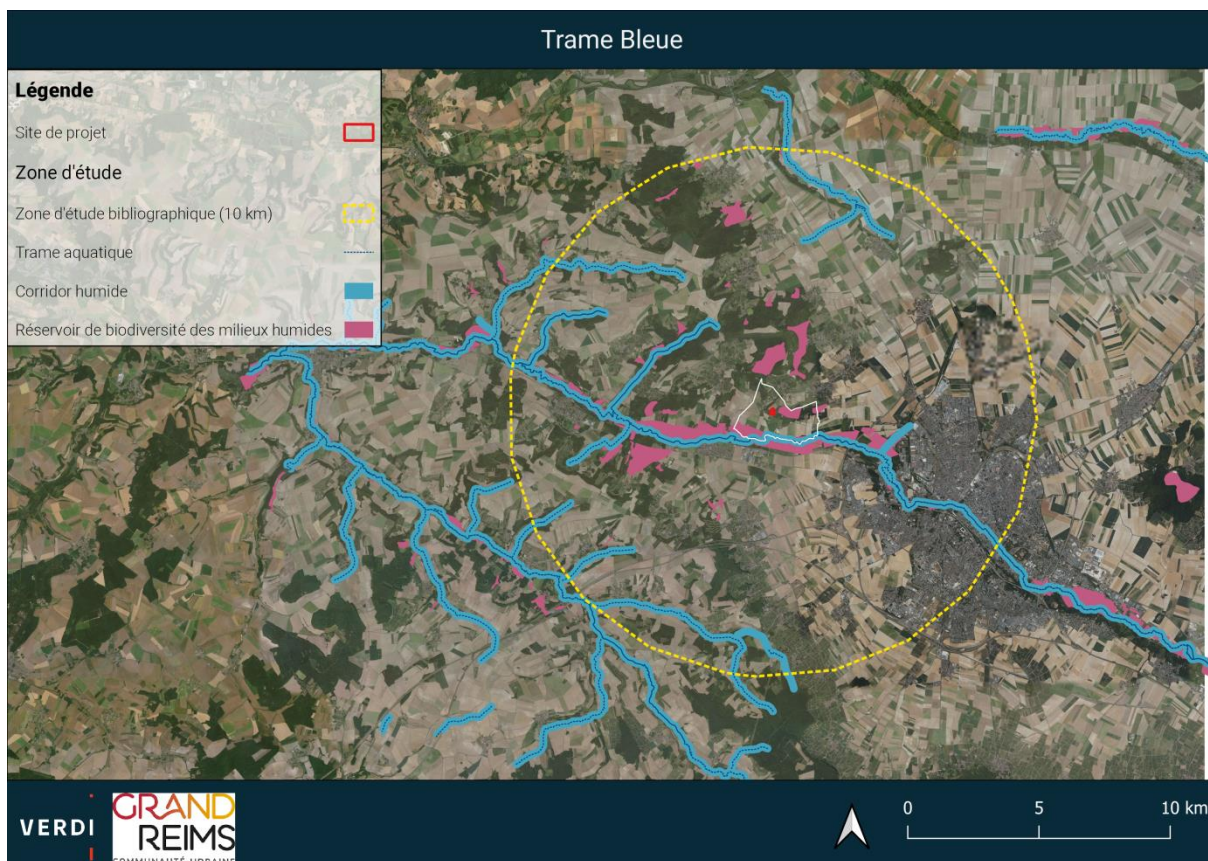 Trame Bleue
Légende
Site de projet
Zone d'étude
Zone d'étude bibliographique (10 km)
Trame aquatique
Corridor humide
Réservoir de biodiversité des milieux humides
VERDI
GRAND
REIMS
COMMUNAUTÉ URBAINE
0 5 10 km